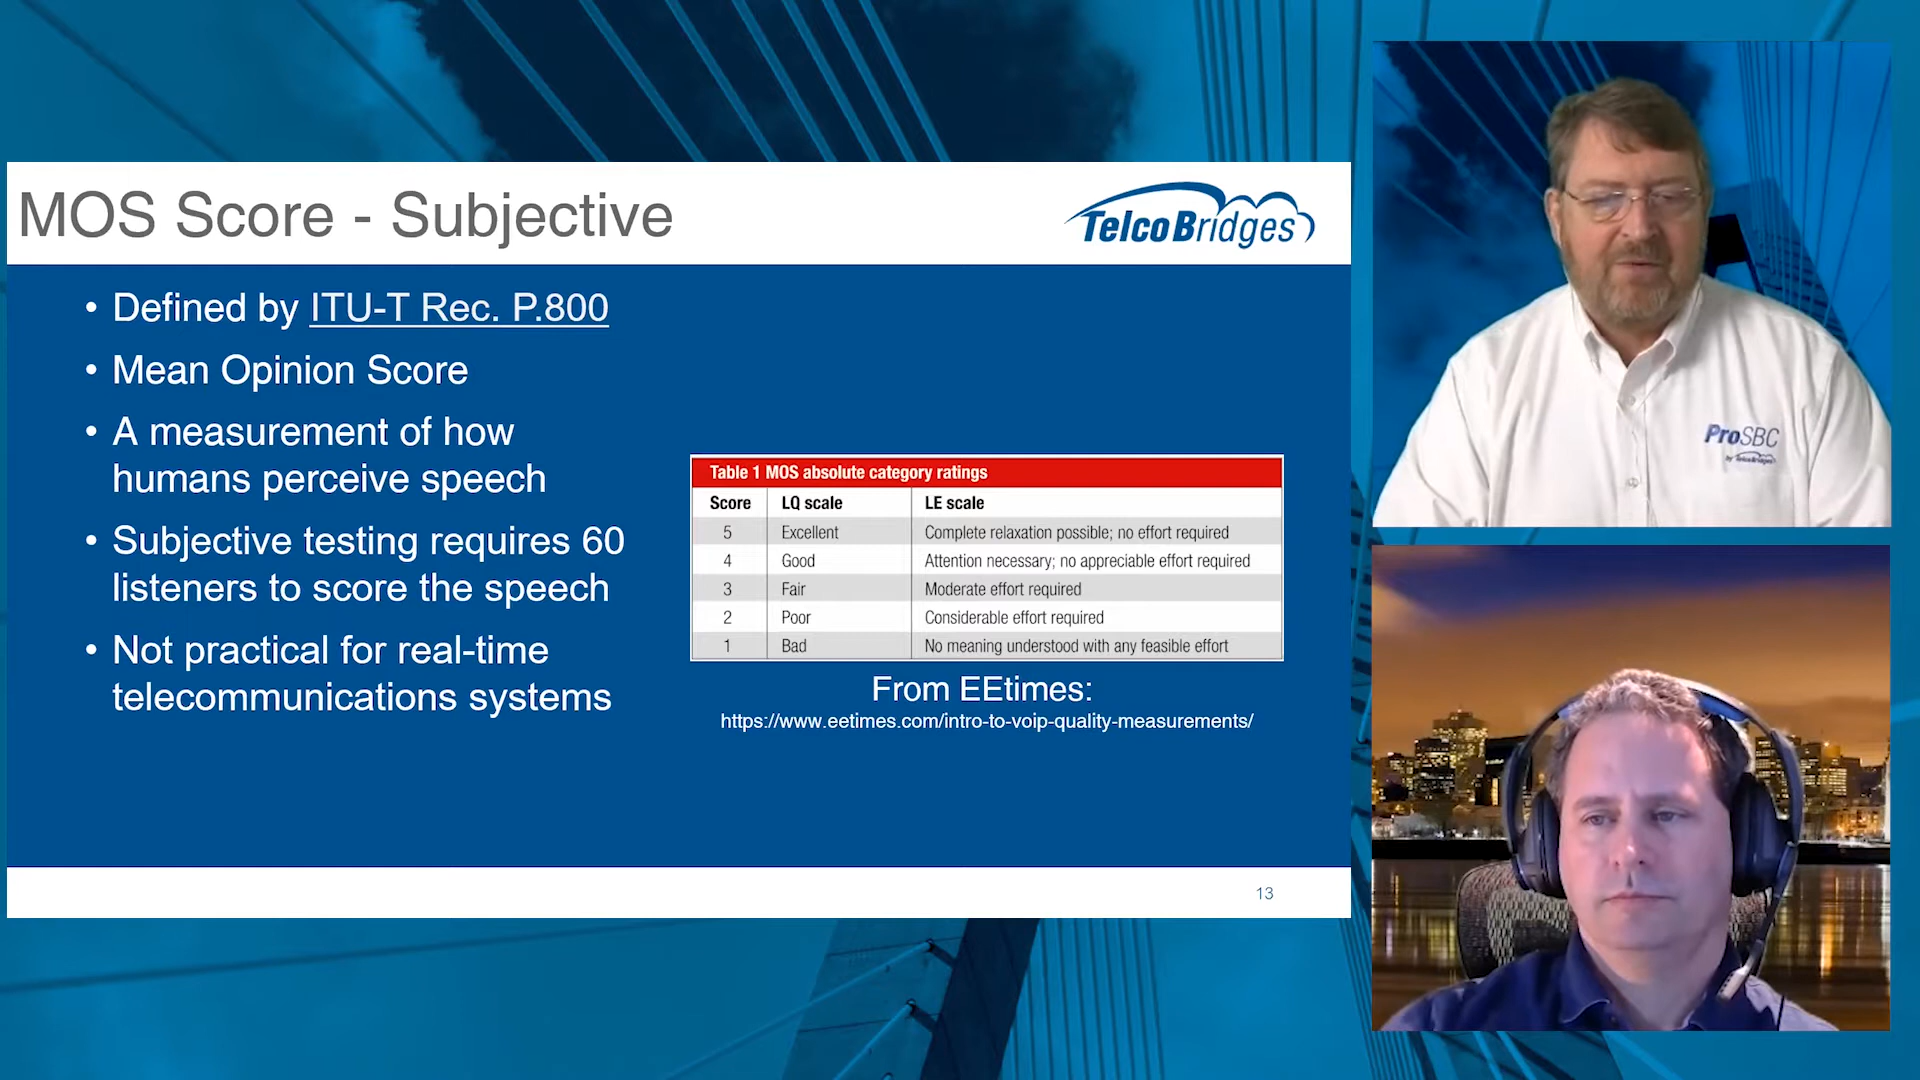 MOS Score - Subjective
TelcoBridges
• Defined by ITU-T Rec. P.800
• Mean Opinion Score
• A measurement of how
humans perceive speech
• Subjective testing requires 60
listeners to score the speech
• Not practical for real-time
telecommunications systems
Table 1 MOS absolute category ratings
Score LQ scale LE scale
5 Excellent Complete relaxation possible; no effort required
4 Good Attention necessary; no appreciable effort required
3 Fair Moderate effort required
2 Poor Considerable effort required
1 Bad No meaning understood with any feasible effort
From EEtimes:
https://www.eetimes.com/intro-to-voip-quality-measurements/
13
ProSBC
by TelcoBridges